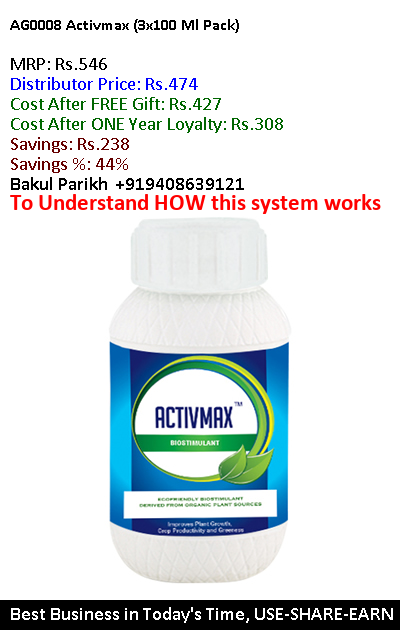 AG0008 Activmax (3x100 Ml Pack)
MRP: Rs.546
Distributor Price: Rs.474
Cost After FREE Gift: Rs.427
Cost After ONE Year Loyalty: Rs.308
Savings: Rs.238
Savings %: 44%
Bakul Parikh +919408639121
To Understand HOW this system works
ACTIVMAX™
BIOSTIMULANT
ECOFRIENDLY BIOSTIMULANT
DERIVED FROM ORGANIC PLANT SOURCES
Improves Plant Growth,
Crop Productivity and Greeness
Best Business in Today's Time, USE-SHARE-EARN